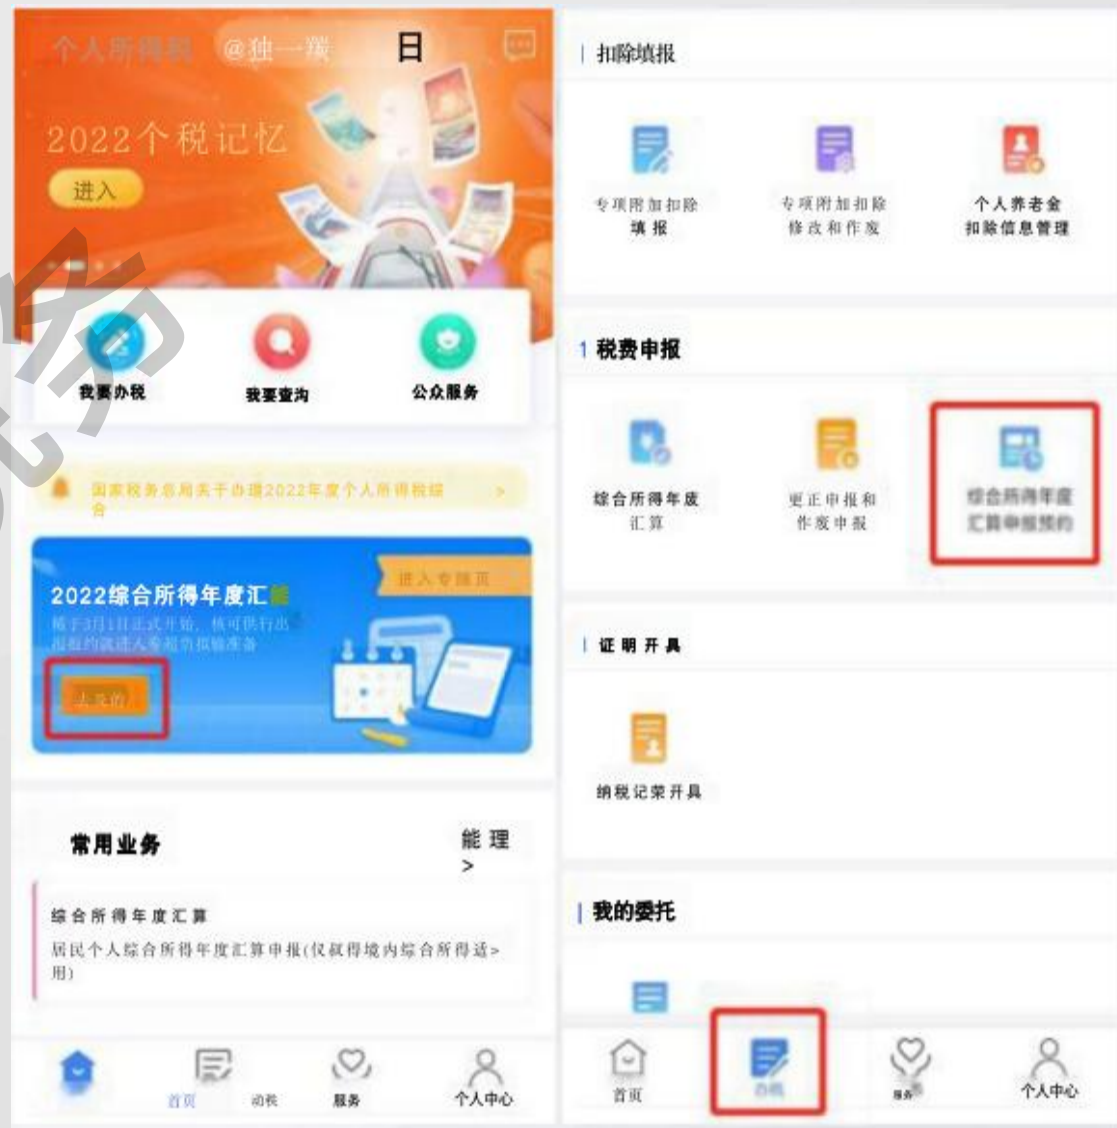 个人所得税
@独一
日
2022个税记忆
进入
我要办税
我要查沟
公众服务
国家税务总局关于办理2022年度个人所得税综 >
合
进入专题页
2022综合所得年度汇
常用业务
能理
>
综合所得年度汇算
居民个人综合所得年度汇算申报(仅叔得境内综合所得适>
用)
首页
动税
服务
个人中心
扣除填报
专项附加扣除
填报
专项附加扣除
修改和作废
个人养老金
扣除信息管理
1 税费申报
综合所得年废
汇算
更正申报和
作废申报
综合所得年度
汇算申报预约
证明开具
纳税记荣开具
我的委托
首页
办税
服务
个人中心
务